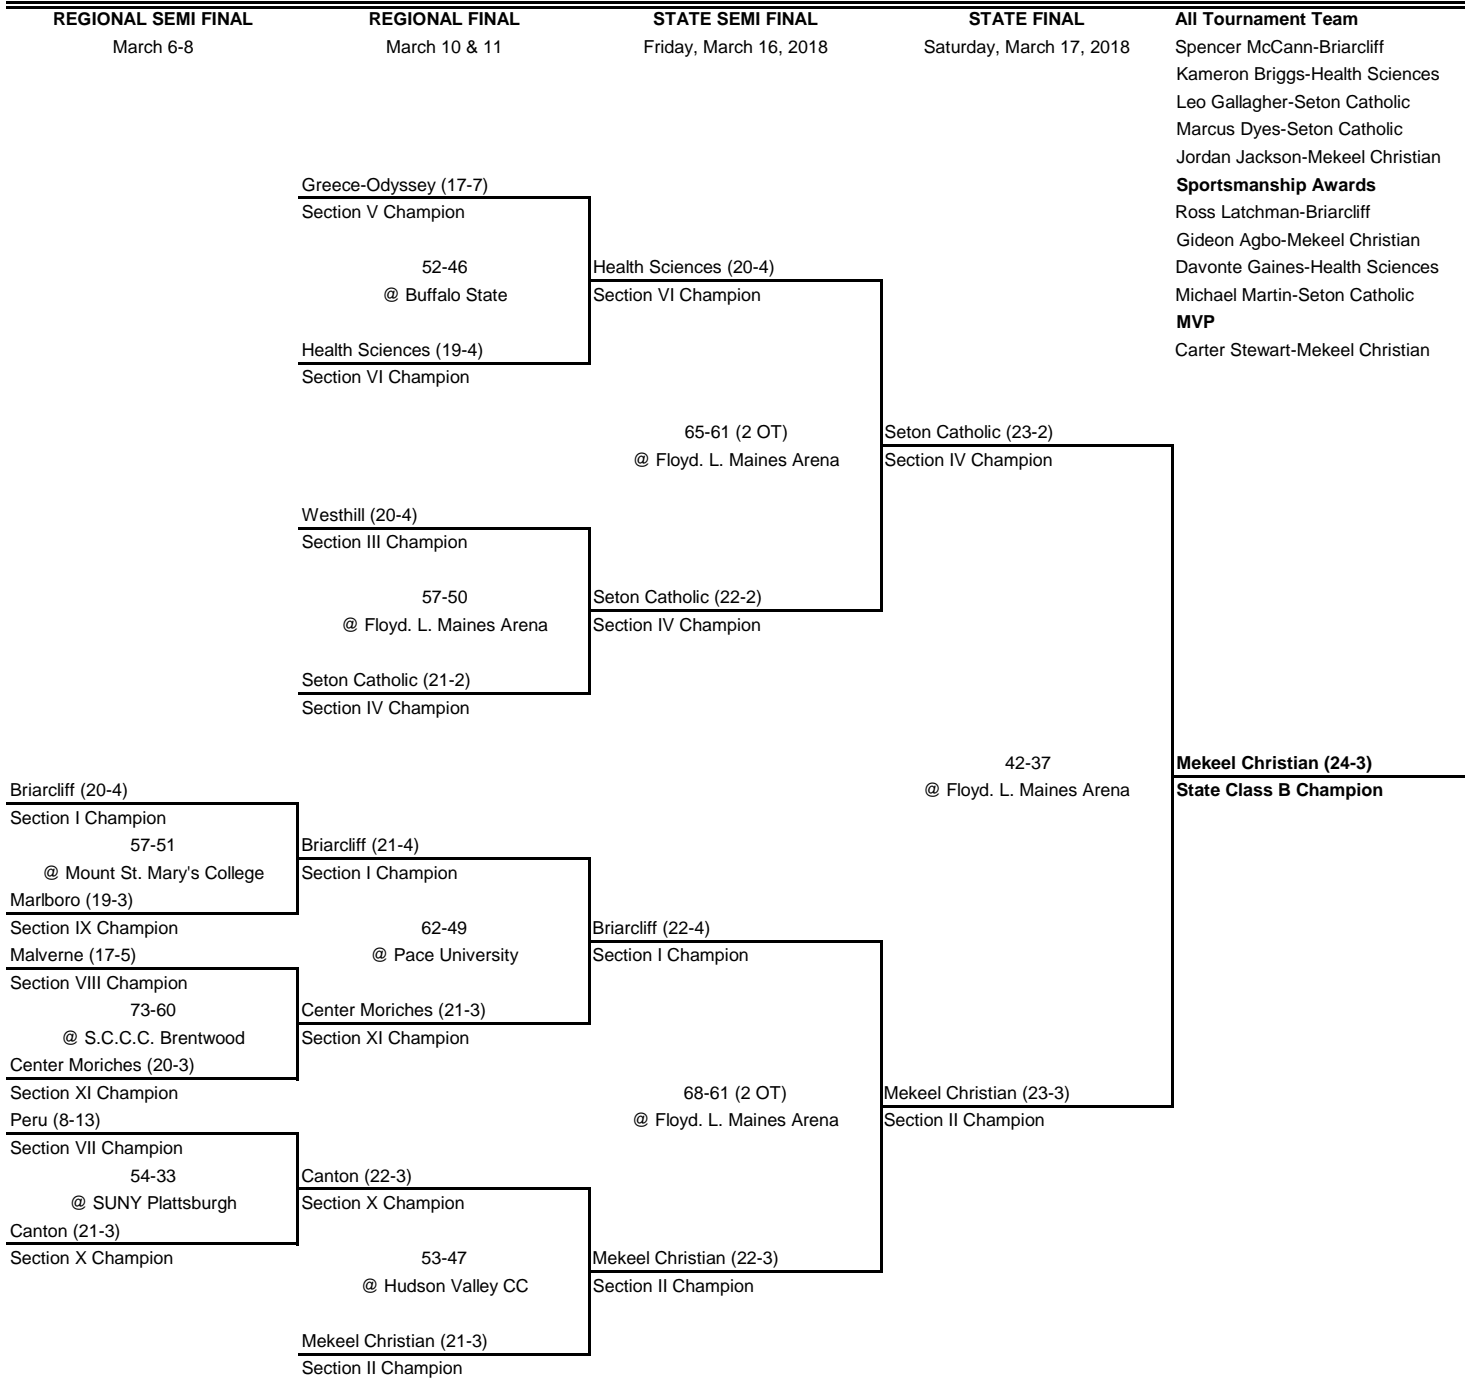 REGIONAL SEMI FINAL
REGIONAL FINAL
STATE SEMI FINAL
STATE FINAL
All Tournament Team
March 6-8
March 10 & 11
Friday, March 16, 2018
Saturday, March 17, 2018
Spencer McCann-Briarcliff
Kameron Briggs-Health Sciences
Leo Gallagher-Seton Catholic
Marcus Dyes-Seton Catholic
Jordan Jackson-Mekeel Christian
Sportsmanship Awards
Ross Latchman-Briarcliff
Gideon Agbo-Mekeel Christian
Davonte Gaines-Health Sciences
Michael Martin-Seton Catholic
MVP
Carter Stewart-Mekeel Christian
Greece-Odyssey (17-7)
Section V Champion
52-46
@ Buffalo State
Health Sciences (19-4)
Section VI Champion
Health Sciences (20-4)
Section VI Champion
65-61 (2 OT)
@ Floyd. L. Maines Arena
Seton Catholic (23-2)
Section IV Champion
Westhill (20-4)
Section III Champion
57-50
@ Floyd. L. Maines Arena
Seton Catholic (21-2)
Section IV Champion
Seton Catholic (22-2)
Section IV Champion
42-37
@ Floyd. L. Maines Arena
Mekeel Christian (24-3)
State Class B Champion
Briarcliff (20-4)
Section I Champion
57-51
@ Mount St. Mary's College
Marlboro (19-3)
Section IX Champion
Briarcliff (21-4)
Section I Champion
62-49
@ Pace University
Briarcliff (22-4)
Section I Champion
Malverne (17-5)
Section VIII Champion
73-60
@ S.C.C.C. Brentwood
Center Moriches (20-3)
Section XI Champion
Center Moriches (21-3)
Section XI Champion
68-61 (2 OT)
@ Floyd. L. Maines Arena
Mekeel Christian (23-3)
Section II Champion
Peru (8-13)
Section VII Champion
54-33
@ SUNY Plattsburgh
Canton (21-3)
Section X Champion
Canton (22-3)
Section X Champion
53-47
@ Hudson Valley CC
Mekeel Christian (22-3)
Section II Champion
Mekeel Christian (21-3)
Section II Champion